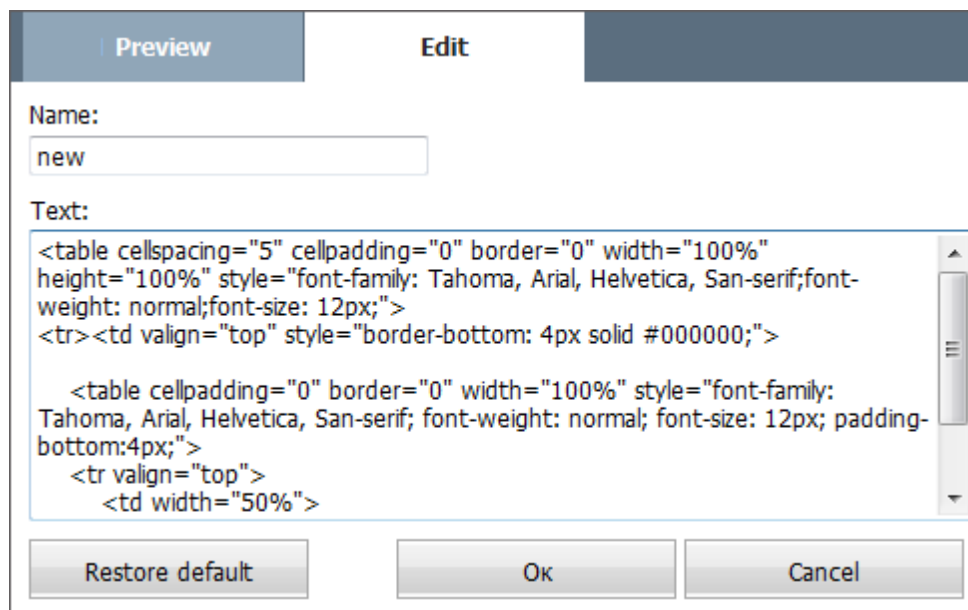 Preview Edit
Name:
new
Text:
<table cellspacing="5" cellpadding="0" border="0" width="100%"
height="100%" style="font-family: Tahoma, Arial, Helvetica, San-serif;font-
weight: normal;font-size: 12px;">
<tr><td valign="top" style="border-bottom: 4px solid #000000;">
<table cellpadding="0" border="0" width="100%" style="font-family:
Tahoma, Arial, Helvetica, San-serif; font-weight: normal; font-size: 12px; padding-
bottom:4px;">
<tr valign="top">
<td width="50%">
Restore default Ок Cancel